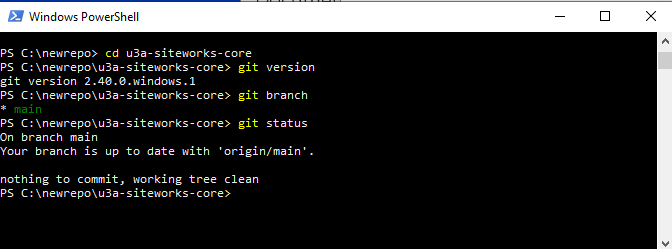 Windows PowerShell
PS C:\newrepo> cd u3a-siteworks-core
PS C:\newrepo\u3a-siteworks-core> git version
git version 2.40.0.windows.1
PS C:\newrepo\u3a-siteworks-core> git branch
* main
PS C:\newrepo\u3a-siteworks-core> git status
On branch main
Your branch is up to date with 'origin/main'.
nothing to commit, working tree clean
PS C:\newrepo\u3a-siteworks-core>